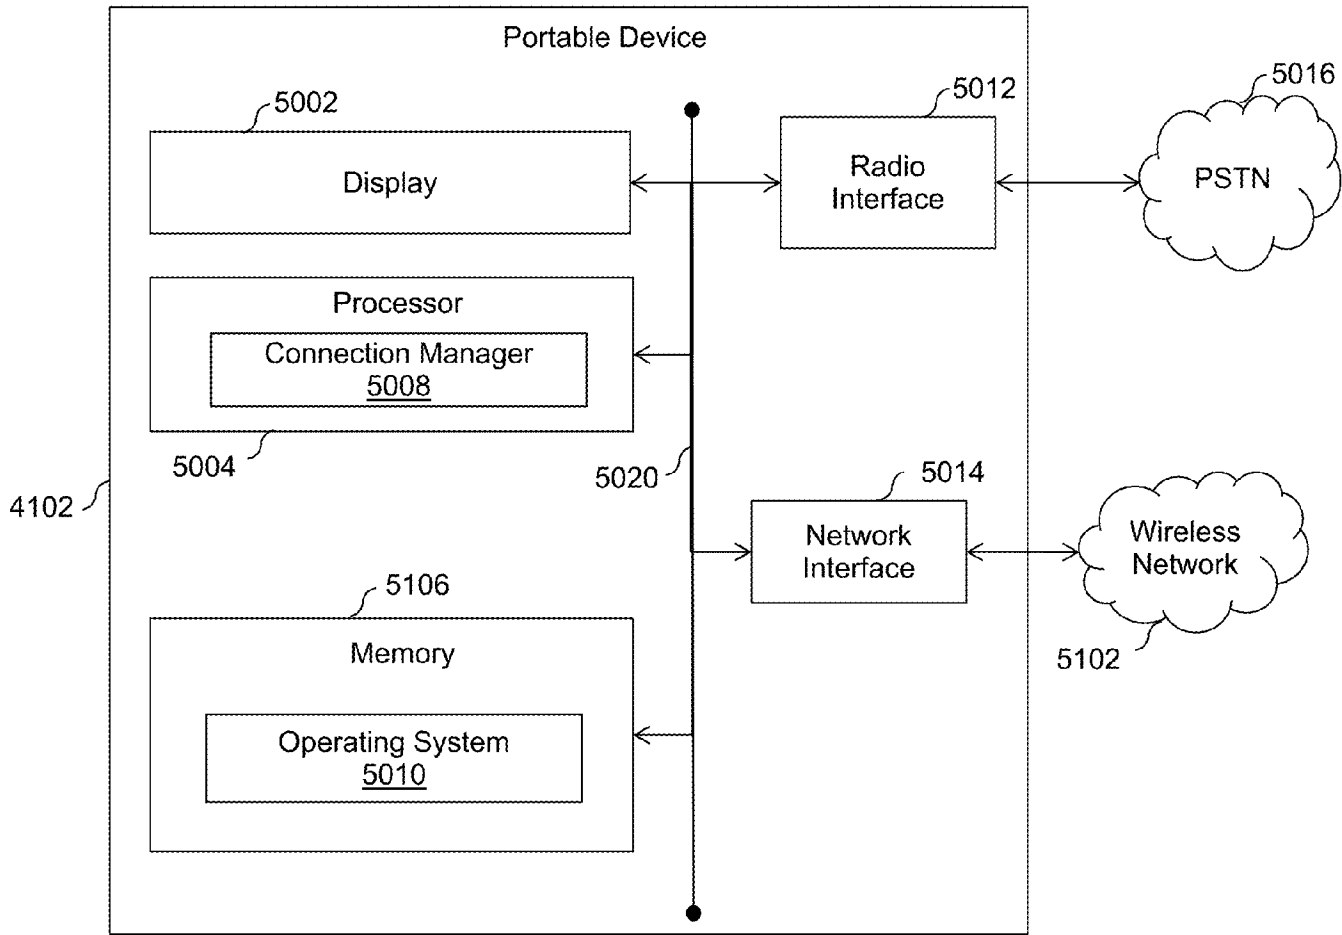 Portable Device
5002
Display
5012
Radio
Interface
5016
PSTN
Processor
Connection Manager
5008
5004
5020
4102
5014
Network
Interface
Wireless
Network
5102
5106
Memory
Operating System
5010